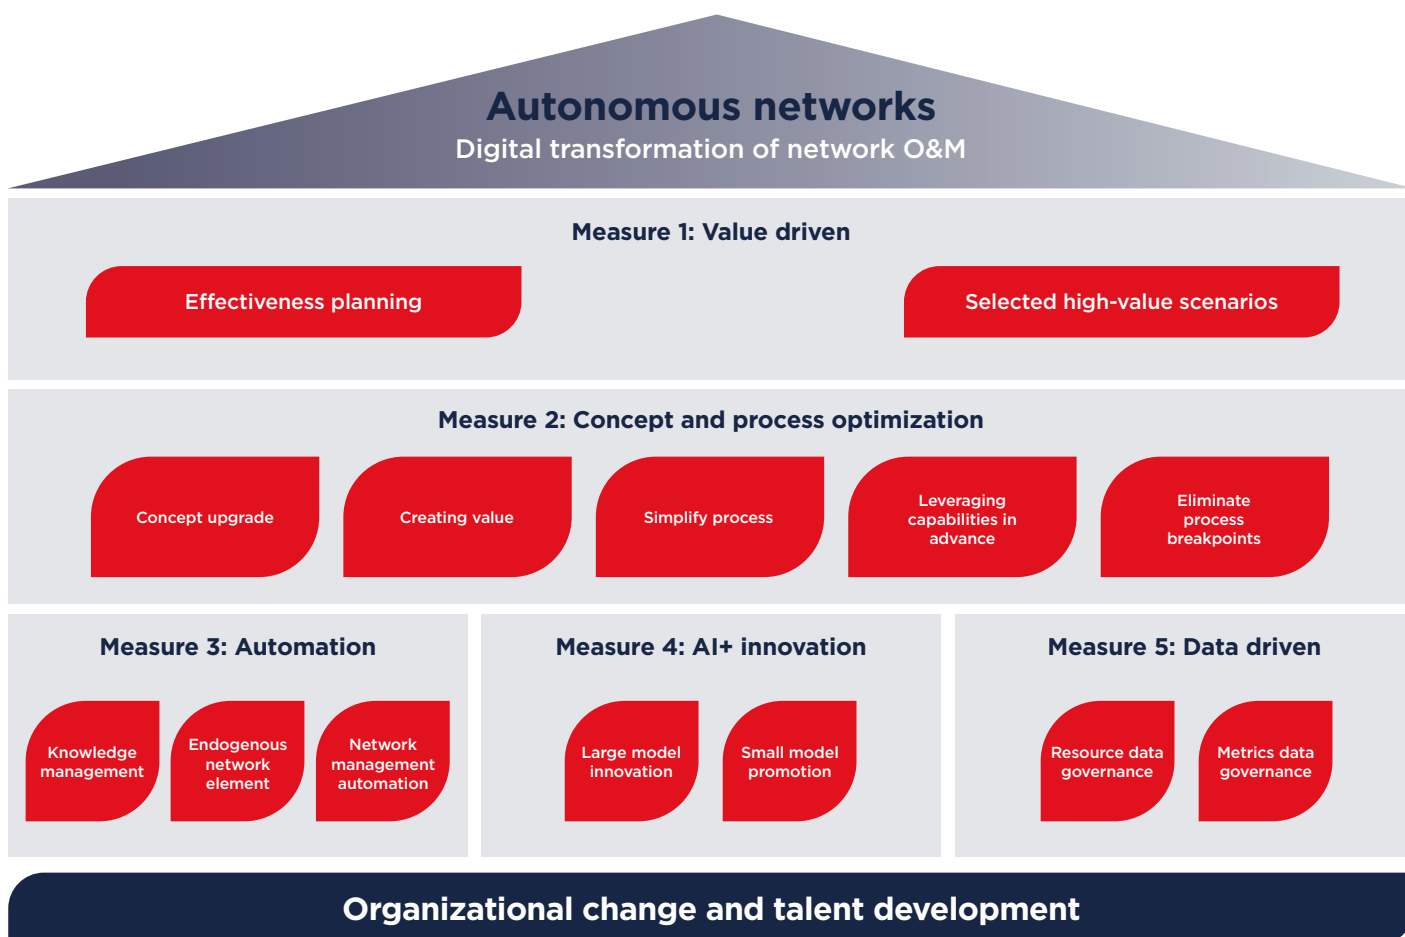 Autonomous networks
Digital transformation of network O&M
Measure 1: Value driven
Effectiveness planning
Selected high-value scenarios
Measure 2: Concept and process optimization
Concept upgrade
Creating value
Simplify process
Leveraging
capabilities in
advance
Eliminate
process
breakpoints
Measure 3: Automation
Knowledge
management
Endogenous
network
element
Network
management
automation
Measure 4: AI+ innovation
Large model
innovation
Small model
promotion
Measure 5: Data driven
Resource data
governance
Metrics data
governance
Organizational change and talent development